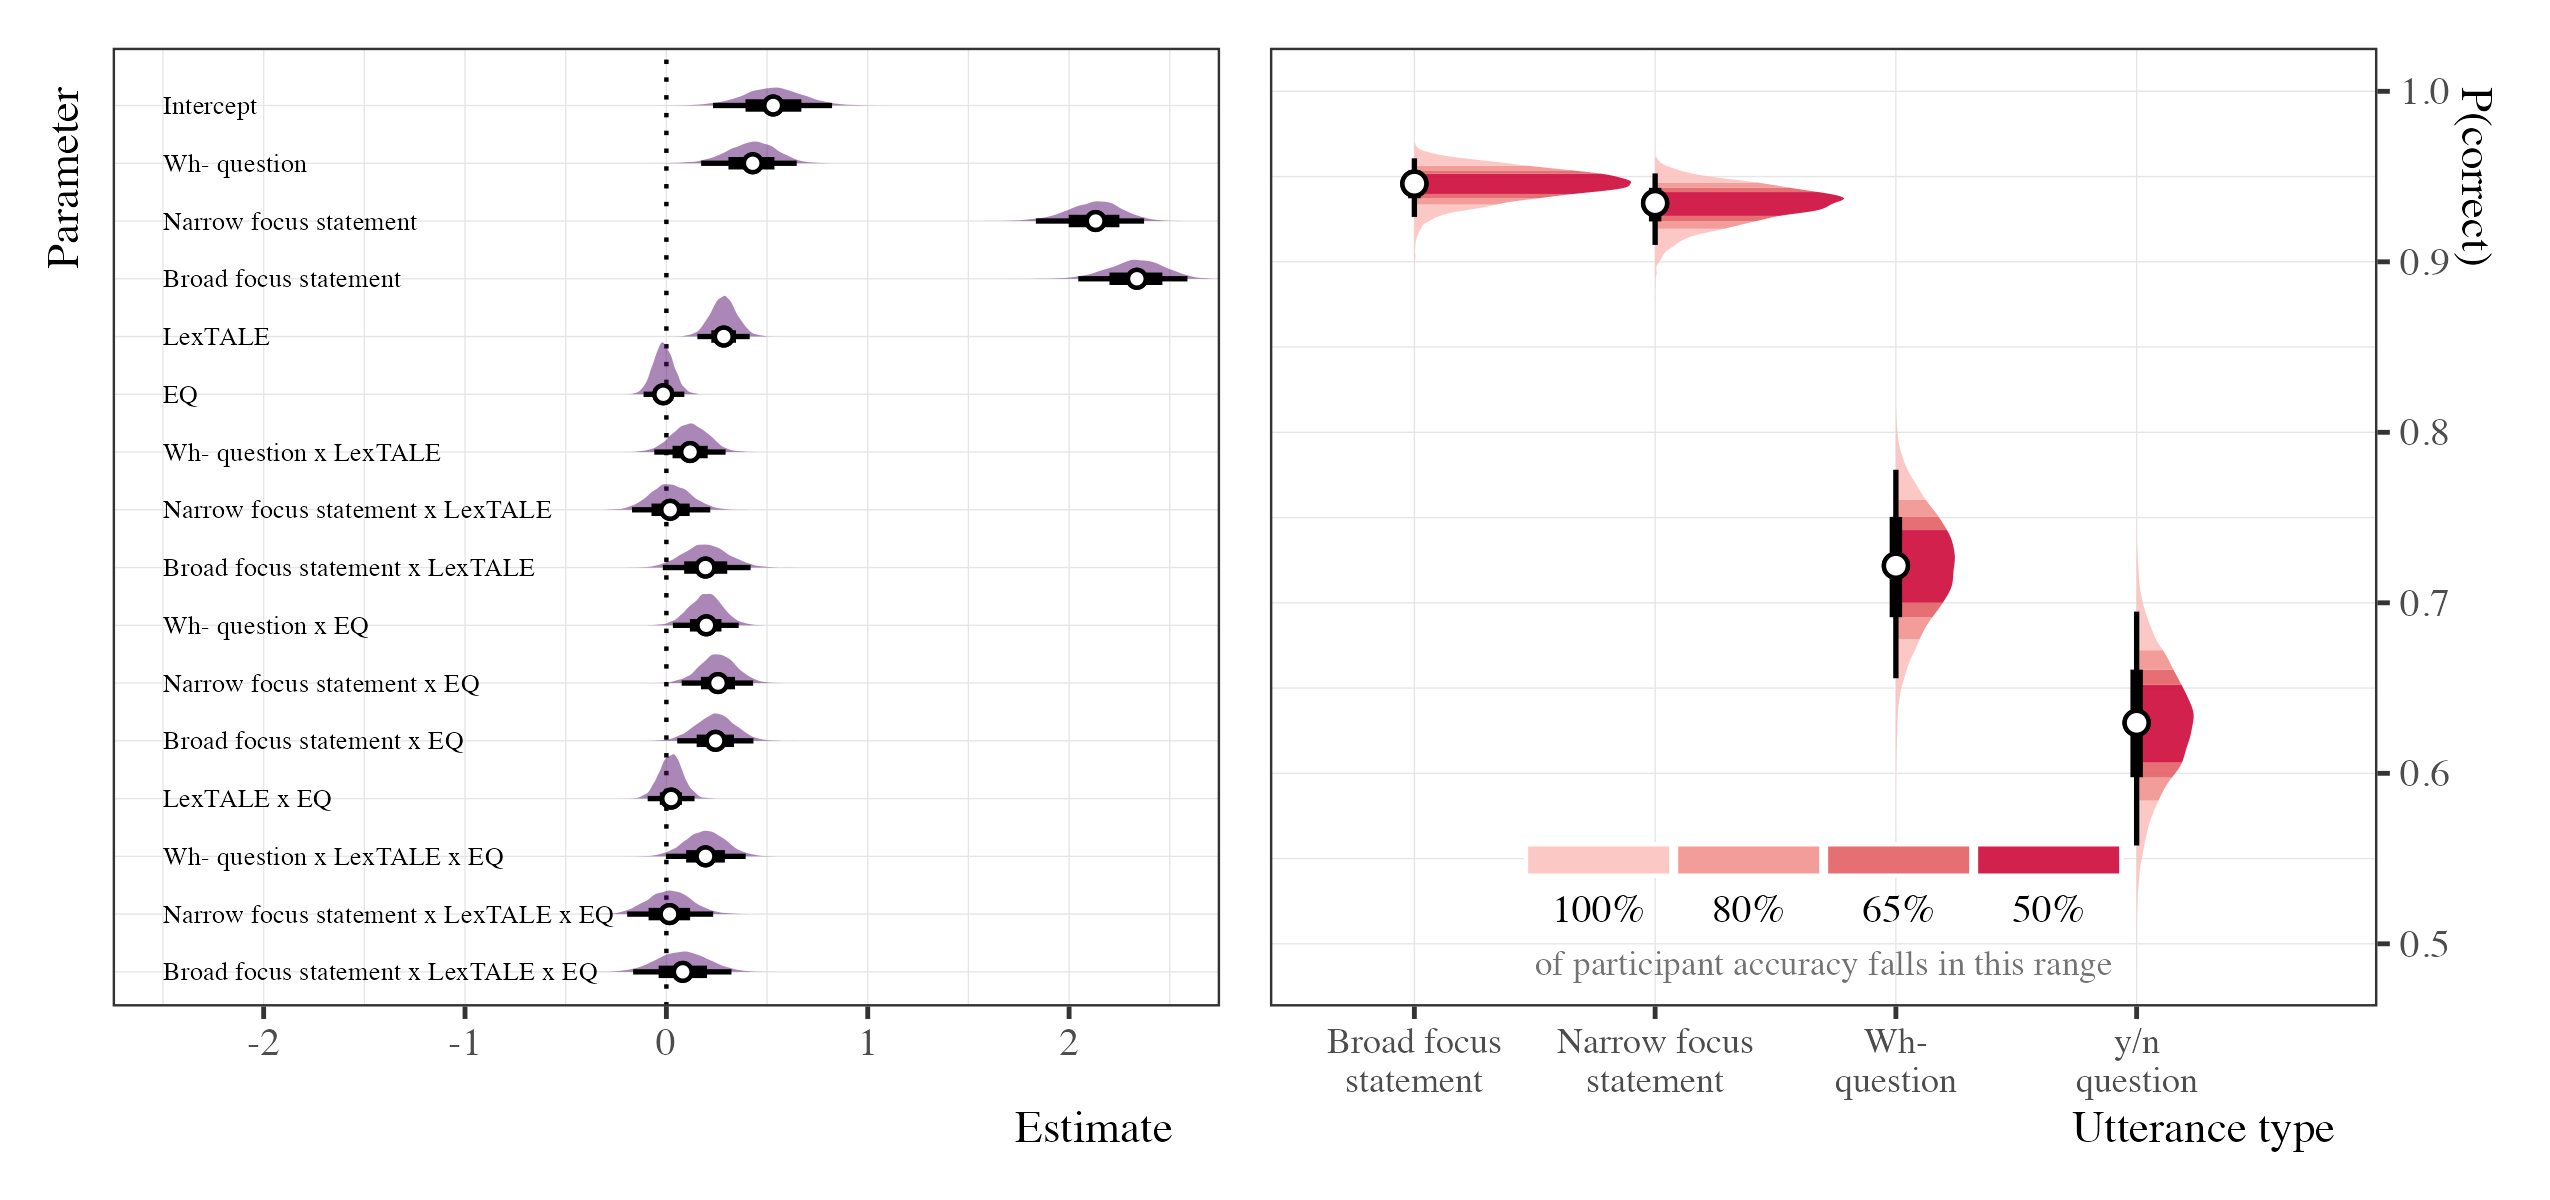 Parameter
Intercept
Wh- question
Narrow focus statement
Broad focus statement
LexTALE
EQ
Wh- question x LexTALE
Narrow focus statement x LexTALE
Broad focus statement x LexTALE
Wh- question x EQ
Narrow focus statement x EQ
Broad focus statement x EQ
LexTALE x EQ
Wh- question x LexTALE x EQ
Narrow focus statement x LexTALE x EQ
Broad focus statement x LexTALE x EQ
-2 -1 0 1 2
Estimate
1.0
0.9
0.8
0.7
0.6
0.5
P(correct)
100% 80% 65% 50%
of participant accuracy falls in this range
Broad focus
statement
Narrow focus
statement
Wh-
question
y/n
question
Utterance type